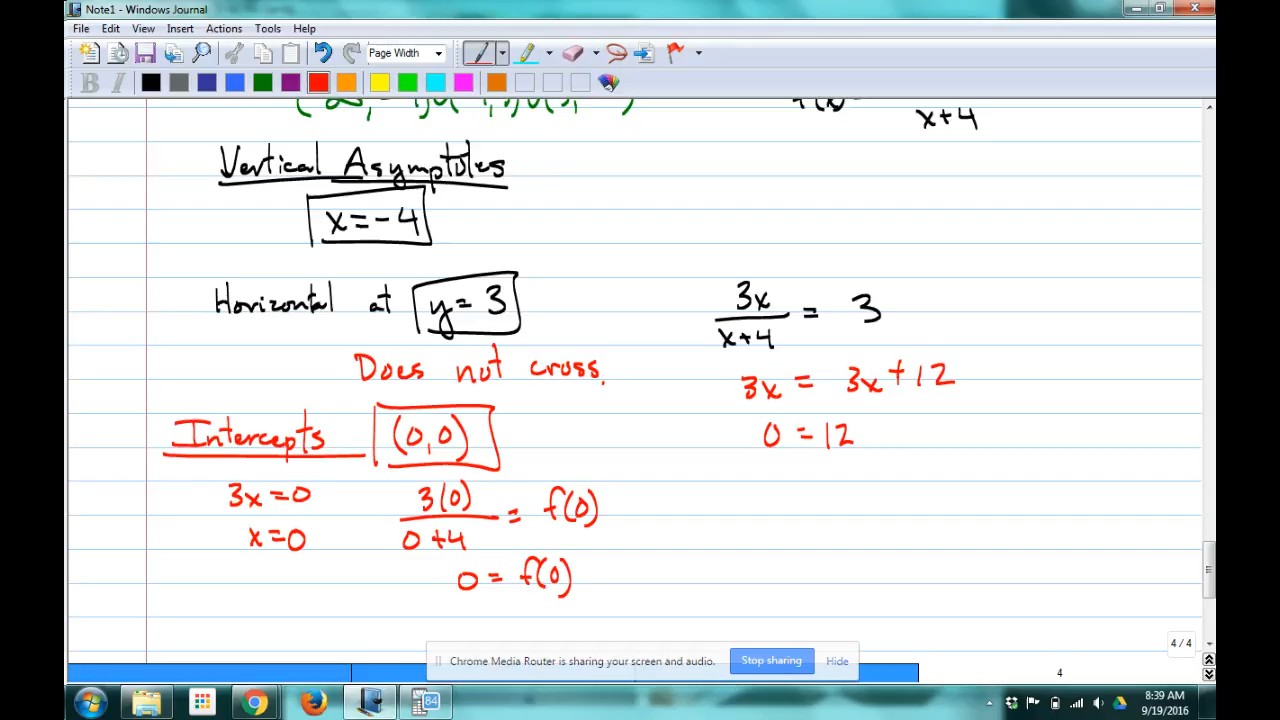 Note1 - Windows Journal
File Edit View Insert Actions Tools Help
Page Width
x+4
Vertical Asymptotes
x=-4
Horizontal at y=3
3x/x+4 = 3
Does not cross.
3x = 3x+12
Intercepts (0,0)
0 = 12
3x=0
3(0)/0+4 = f(0)
x=0
0 = f(0)
4/4
Chrome Media Router is sharing your screen and audio. Stop sharing Hide
4
84
8:39 AM
9/19/2016